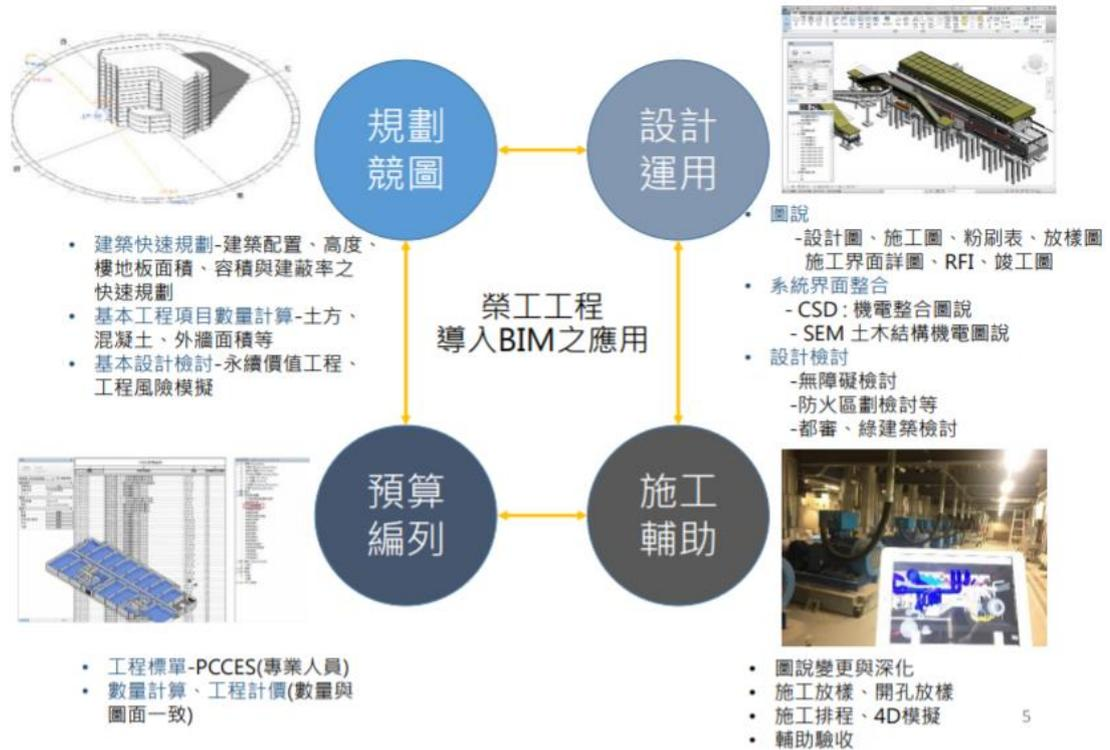 規劃
競圖
設計
運用
• 建築快速規劃-建築配置、高度、
樓地板面積、容積與建蔽率之
快速規劃
• 基本工程項目數量計算-土方、
混凝土、外牆面積等
• 基本設計檢討-永續價值工程、
工程風險模擬
榮工工程
導入BIM之應用
• 圖說
-設計圖、施工圖、粉刷表、放樣圖
施工界面詳圖、RFI、竣工圖
• 系統界面整合
- CSD : 機電整合圖說
- SEM 土木結構機電圖說
• 設計檢討
-無障礙檢討
-防火區劃檢討等
-都審、綠建築檢討
預算
編列
施工
輔助
• 工程標單-PCCES(專業人員)
• 數量計算、工程計價(數量與
圖面一致)
• 圖說變更與深化
• 施工放樣、開孔放樣
• 施工排程、4D模擬
• 輔助驗收
5